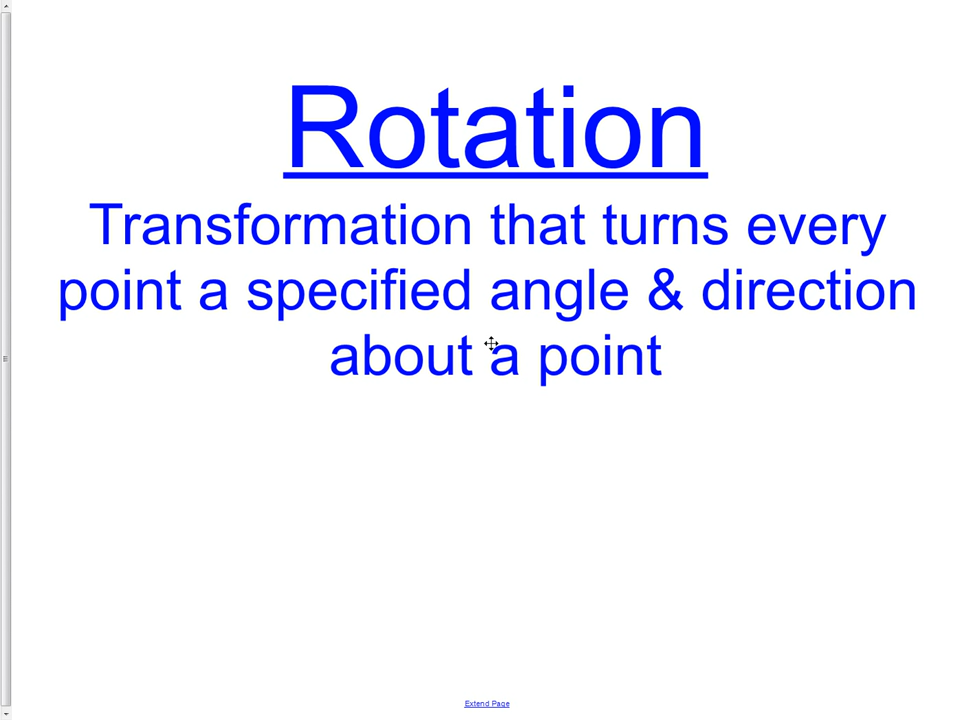 Rotation
Transformation that turns every
point a specified angle & direction
about a point
Extend Page